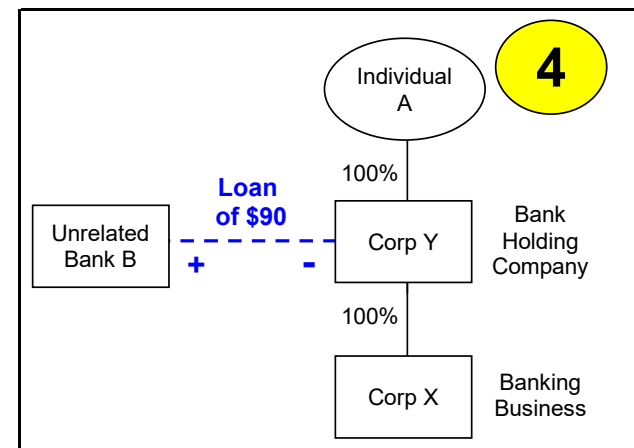 Individual
A
4
100%
Loan
of $90
Unrelated
Bank B
+
-
Corp Y
Bank
Holding
Company
100%
Corp X
Banking
Business